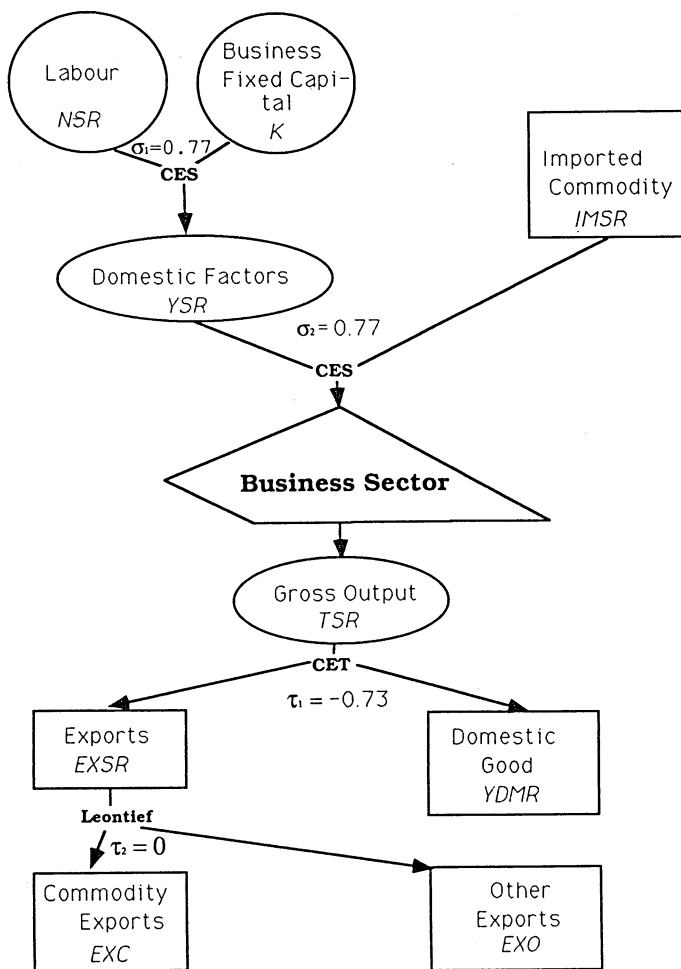 Labour
NSR
Business
Fixed Capi-
tal
K
σ₁=0.77
CES
Imported
Commodity
IMSR
Domestic Factors
YSR
σ₂=0.77
CES
Business Sector
Gross Output
TSR
CET
τ₁=-0.73
Exports
EXSR
Domestic
Good
YDMR
Leontief
τ₂=0
Commodity
Exports
EXC
Other
Exports
EXO